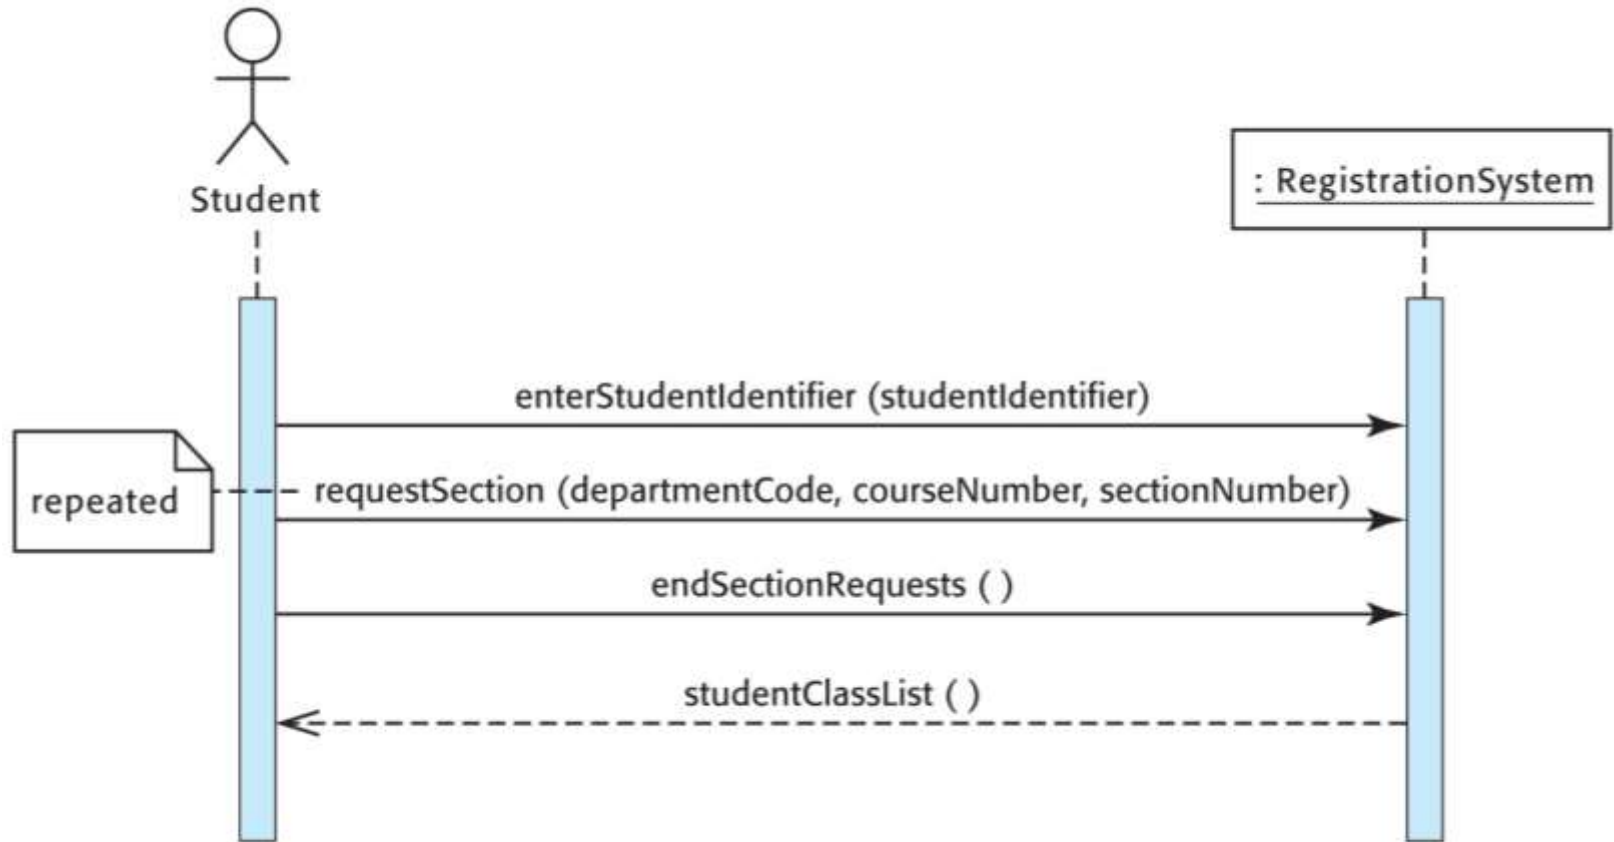 Student
: RegistrationSystem
enterStudentIdentifier (studentIdentifier)
repeated
requestSection (departmentCode, courseNumber, sectionNumber)
endSectionRequests ( )
studentClassList ( )